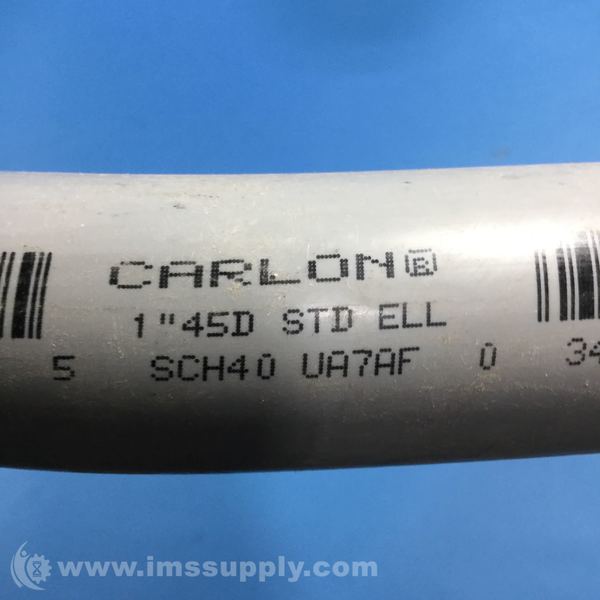 CARLON®
1"45D STD ELL
5 SCH40 UA7AF 0 34
www.imssupply.com